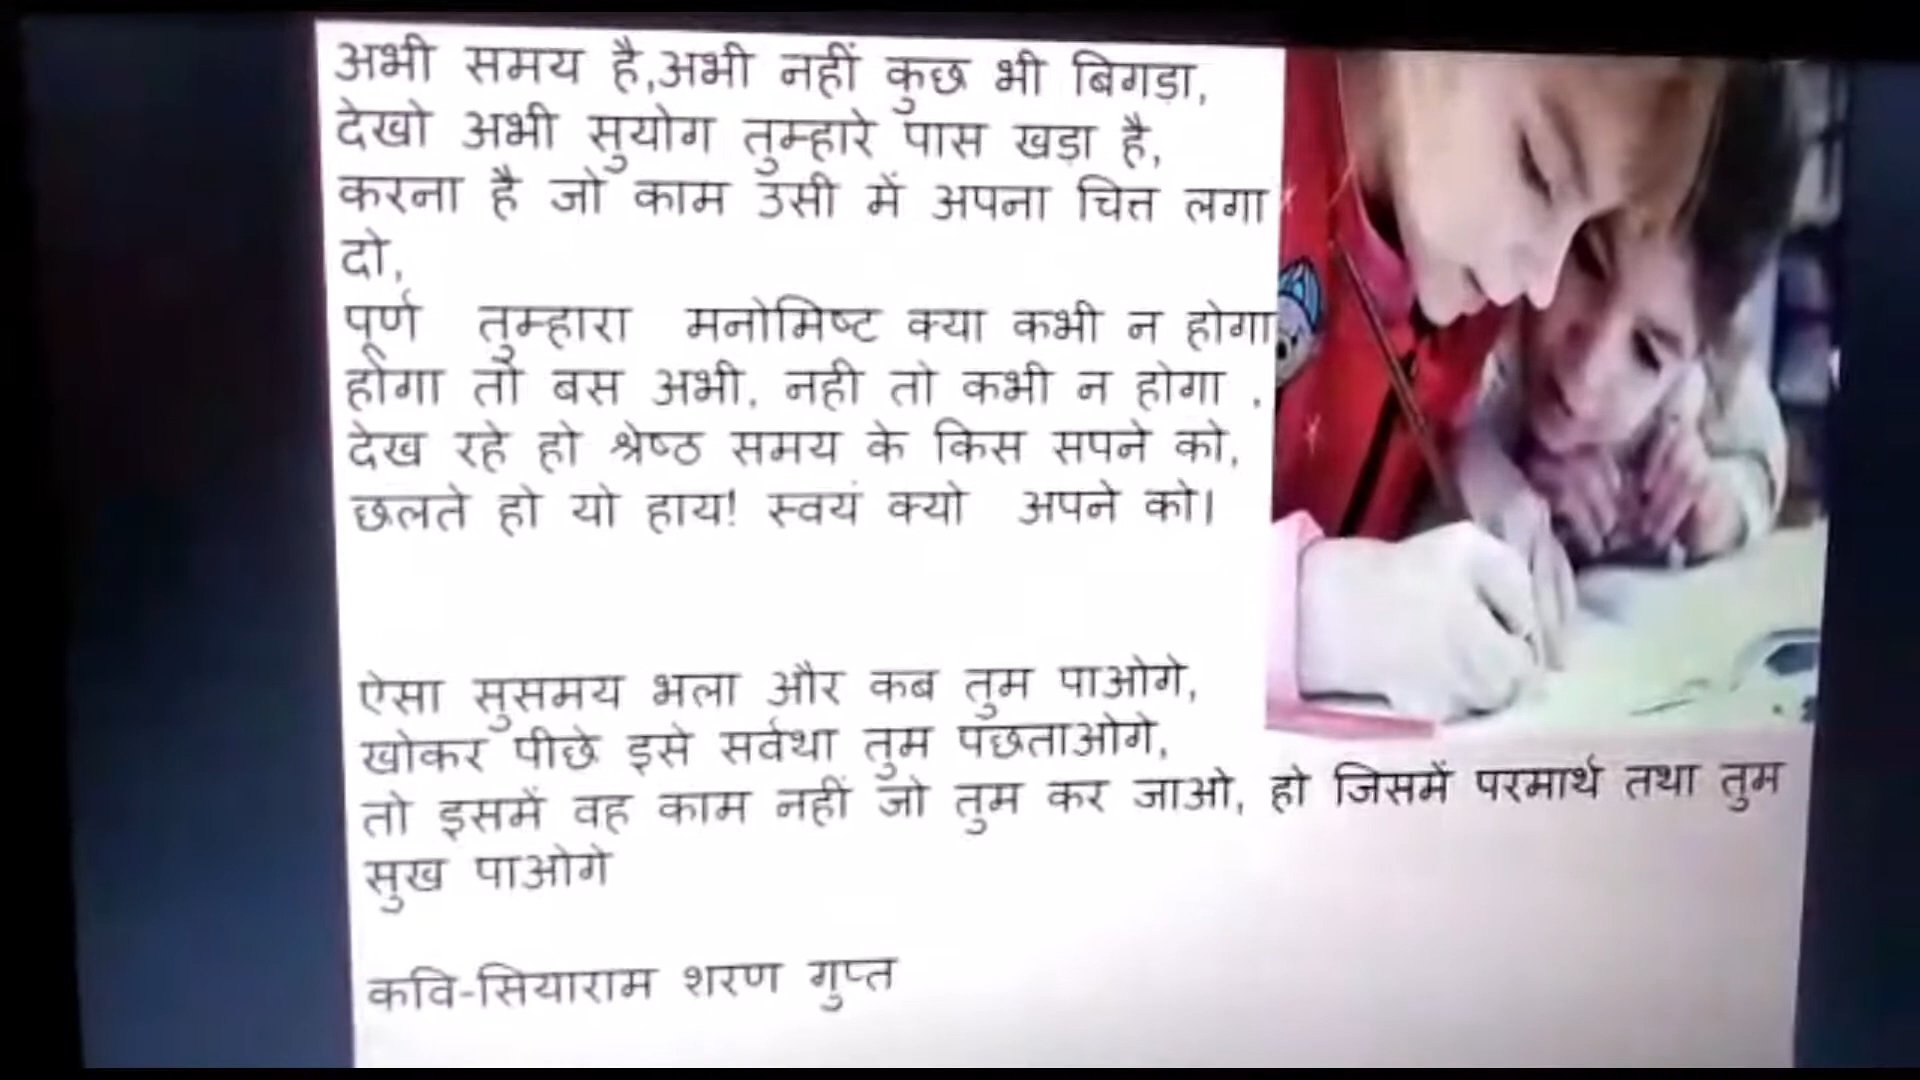 अभी समय है,अभी नहीं कुछ भी बिगडा,
देखो अभी सुयोग तुम्हारे पास खडा है,
करना है जो काम उसी में अपना चित्त लगा
दो,
पूर्ण तुम्हारा मनोमिष्ट क्या कभी न होगा
होगा तो बस अभी, नही तो कभी न होगा ,
देख रहे हो श्रेष्ठ समय के किस सपने को,
छलते हो यो हाय! स्वयं क्यो अपने को।
ऐसा सुसमय भला और कब तुम पाओगे,
खोकर पीछे इसे सर्वथा तुम पछताओगे,
तो इसमें वह काम नहीं जो तुम कर जाओ, हो जिसमें परमार्थ तथा तुम
सुख पाओगे
कवि-सियाराम शरण गुप्त